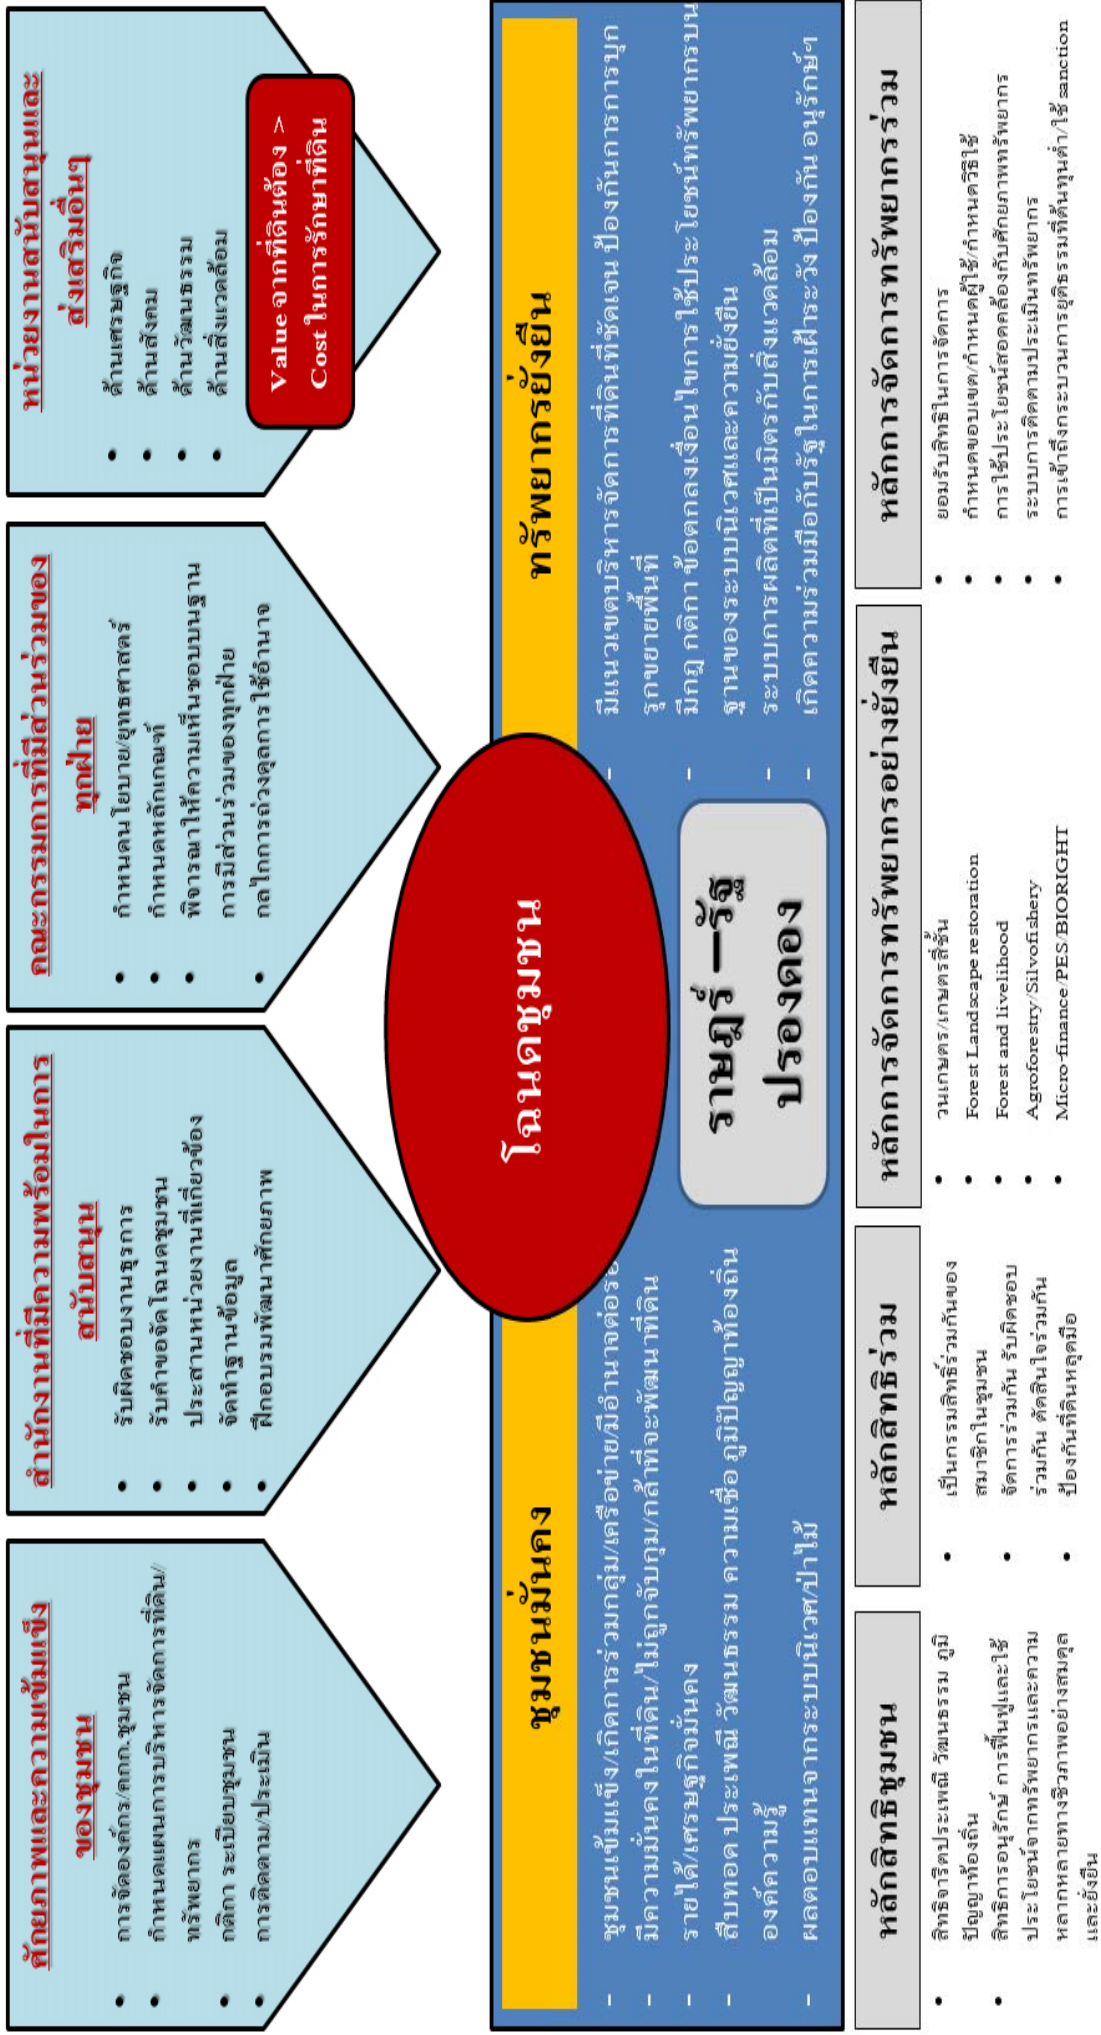 ศักยภาพและความเข้มแข็ง
ของชุมชน
• การจัดองค์กร/คกก.ชุมชน
• กำหนดแผนการบริหารจัดการที่ดิน/
ทรัพยากร
• กติกา ระเบียบชุมชน
• การติดตาม/ประเมิน
สำนักงานที่มีความพร้อมในการ
สนับสนุน
• รับผิดชอบงานธุรการ
• รับคำขอจัดโฉนดชุมชน
• ประสานหน่วยงานที่เกี่ยวข้อง
• จัดทำฐานข้อมูล
• ฝึกอบรมพัฒนาศักยภาพ
คณะกรรมการที่มีส่วนร่วมของ
ทุกฝ่าย
• กำหนดนโยบาย/ยุทธศาสตร์
• กำหนดหลักเกณฑ์
• พิจารณาให้ความเห็นชอบบนฐาน
การมีส่วนร่วมของทุกฝ่าย
• กลไกการถ่วงดุลการใช้อำนาจ
หน่วยงานสนับสนุนและ
ส่งเสริมอื่นๆ
• ด้านเศรษฐกิจ
• ด้านสังคม
• ด้านวัฒนธรรม
• ด้านสิ่งแวดล้อม
Value จากที่ดินต้อง >
Cost ในการรักษาที่ดิน
โฉนดชุมชน
ราษฎร์ – รัฐ
ปรองดอง
ชุมชนมั่นคง
- ชุมชนเข้มแข็ง/เกิดการร่วมกลุ่ม/เครือข่าย/มีอำนาจต่อรอ
- มีความมั่นคงในที่ดิน/ไม่ถูกจับกุม/กล้าที่จะพัฒนาที่ดิน
- รายได้/เศรษฐกิจมั่นคง
- สืบทอด ประเพณี วัฒนธรรม ความเชื่อ ภูมิปัญญาท้องถิ่น
องค์ความรู้
- ผลตอบแทนจากระบบนิเวศ/ป่าไม้
ทรัพยากรยั่งยืน
- มีแนวเขตบริหารจัดการที่ดินที่ชัดเจน ป้องกันการการบุก
รุกขยายพื้นที่
- มีกฎ กติกา ข้อตกลงเงื่อนไขการใช้ประโยชน์ทรัพยากรบน
ฐานของระบบนิเวศและความยั่งยืน
- ระบบการผลิตที่เป็นมิตรกับสิ่งแวดล้อม
- เกิดความร่วมมือกับรัฐในการเฝ้าระวัง ป้องกัน อนุรักษ์ฯ
หลักสิทธิชุมชน
• สิทธิจารีตประเพณี วัฒนธรรม ภูมิ
ปัญญาท้องถิ่น
• สิทธิการอนุรักษ์ การฟื้นฟูและใช้
ประโยชน์จากทรัพยากรและความ
หลากหลายทางชีวภาพอย่างสมดุล
และยั่งยืน
หลักสิทธิร่วม
• เป็นกรรมสิทธิ์ร่วมกันของ
สมาชิกในชุมชน
• จัดการร่วมกัน รับผิดชอบ
ร่วมกัน ตัดสินใจร่วมกัน
• ป้องกันที่ดินหลุดมือ
หลักการจัดการทรัพยากรอย่างยั่งยืน
• วนเกษตร/เกษตรสี่ชั้น
• Forest Landscape restoration
• Forest and livelihood
• Agroforestry/Silvofishery
• Micro-finance/PES/BIORIGHT
หลักการจัดการทรัพยากรร่วม
• ยอมรับสิทธิในการจัดการ
• กำหนดขอบเขต/กำหนดผู้ใช้/กำหนดวิธีใช้
• การใช้ประโยชน์สอดคล้องกับศักยภาพทรัพยากร
• ระบบการติดตามประเมินทรัพยากร
• การเข้าถึงกระบวนการยุติธรรมที่ต้นทุนต่ำ/ใช้ sanction